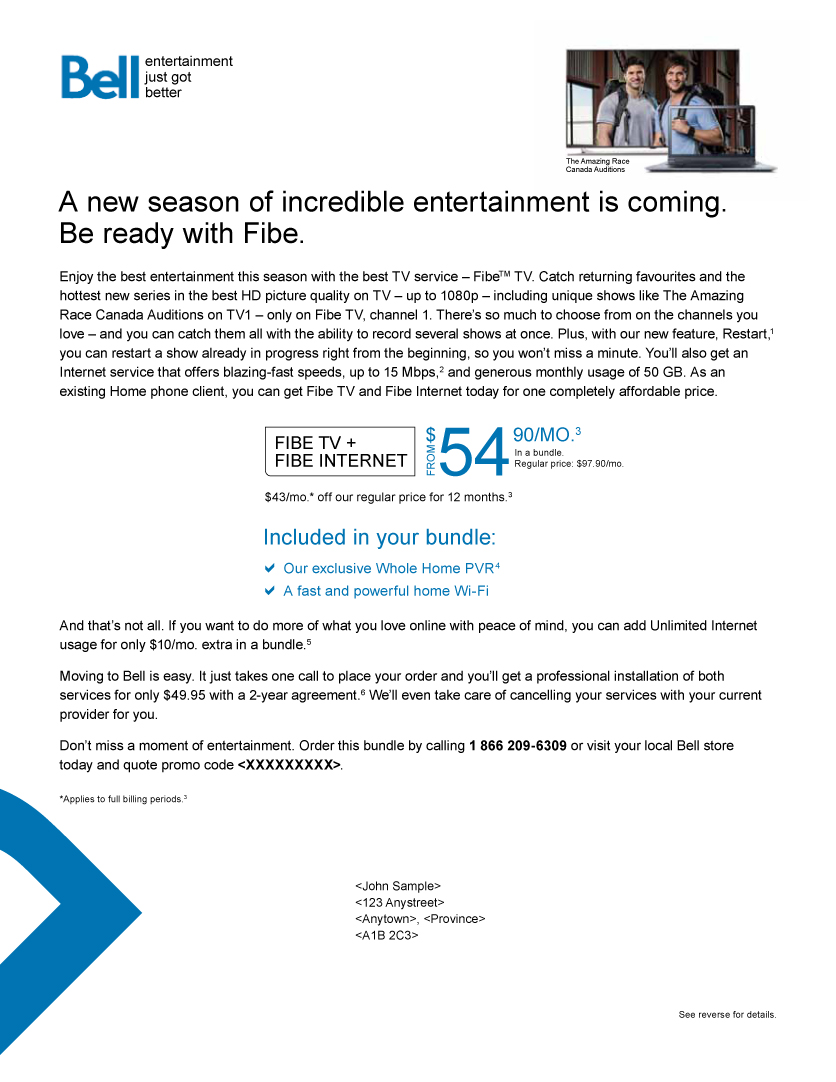 Bell
entertainment
just got
better
The Amazing Race
Canada Auditions
A new season of incredible entertainment is coming.
Be ready with Fibe.
Enjoy the best entertainment this season with the best TV service – Fibe™ TV. Catch returning favourites and the
hottest new series in the best HD picture quality on TV – up to 1080p – including unique shows like The Amazing
Race Canada Auditions on TV1 – only on Fibe TV, channel 1. There's so much to choose from on the channels you
love – and you can catch them all with the ability to record several shows at once. Plus, with our new feature, Restart,¹
you can restart a show already in progress right from the beginning, so you won't miss a minute. You'll also get an
Internet service that offers blazing-fast speeds, up to 15 Mbps,² and generous monthly usage of 50 GB. As an
existing Home phone client, you can get Fibe TV and Fibe Internet today for one completely affordable price.
FIBE TV +
FIBE INTERNET
FROM $54 90/MO.³
In a bundle.
Regular price: $97.90/mo.
$43/mo.* off our regular price for 12 months.³
Included in your bundle:
Our exclusive Whole Home PVR⁴
A fast and powerful home Wi-Fi
And that's not all. If you want to do more of what you love online with peace of mind, you can add Unlimited Internet
usage for only $10/mo. extra in a bundle.⁵
Moving to Bell is easy. It just takes one call to place your order and you'll get a professional installation of both
services for only $49.95 with a 2-year agreement.⁶ We'll even take care of cancelling your services with your current
provider for you.
Don't miss a moment of entertainment. Order this bundle by calling 1 866 209-6309 or visit your local Bell store
today and quote promo code <XXXXXXXXX>.
*Applies to full billing periods.³
<John Sample>
<123 Anystreet>
<Anytown>, <Province>
<A1B 2C3>
See reverse for details.